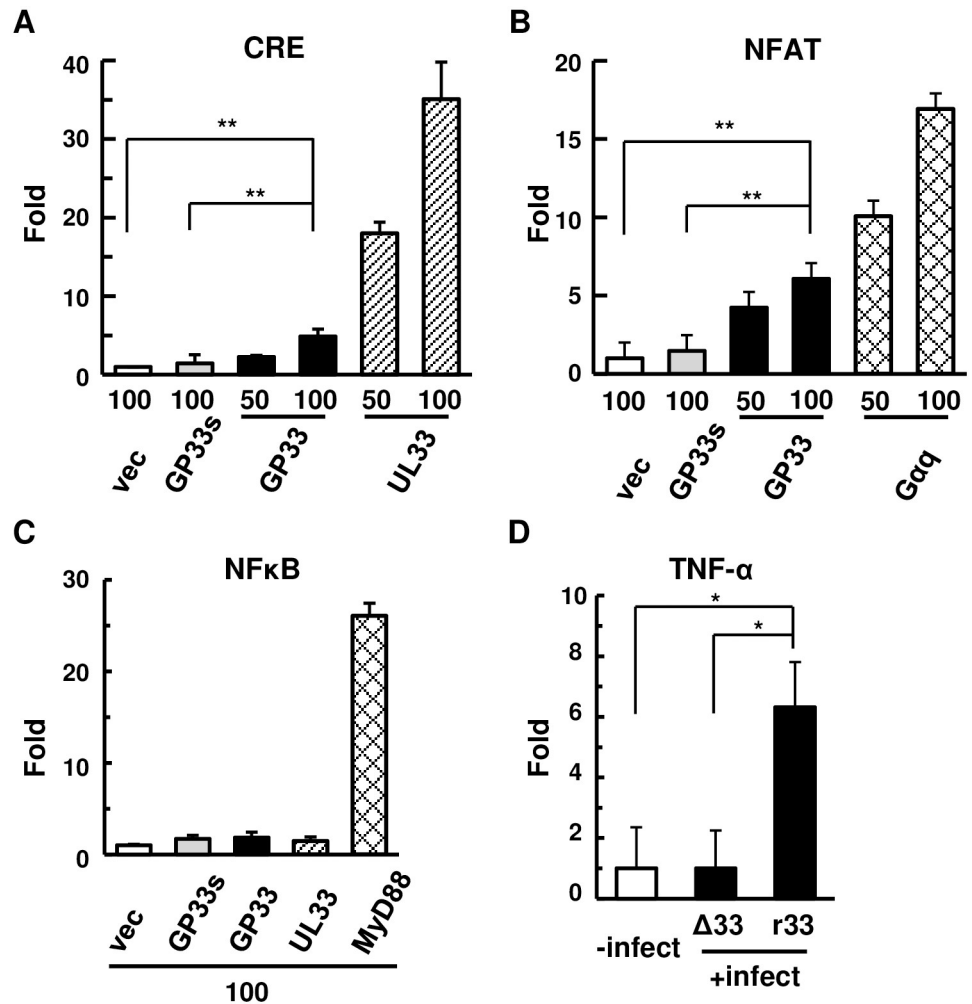 A
CRE
Fold
40
30
20
10
0
**
**
100 100 50 100 50 100
vec GP33s GP33 UL33
B
NFAT
Fold
20
15
10
5
0
**
**
100 100 50 100 50 100
vec GP33s GP33 Gαq
C
NFκB
Fold
30
20
10
0
vec GP33s GP33 UL33 MyD88
100
D
TNF-α
Fold
10
8
6
4
2
0
*
*
Δ33 r33
-infect
+infect